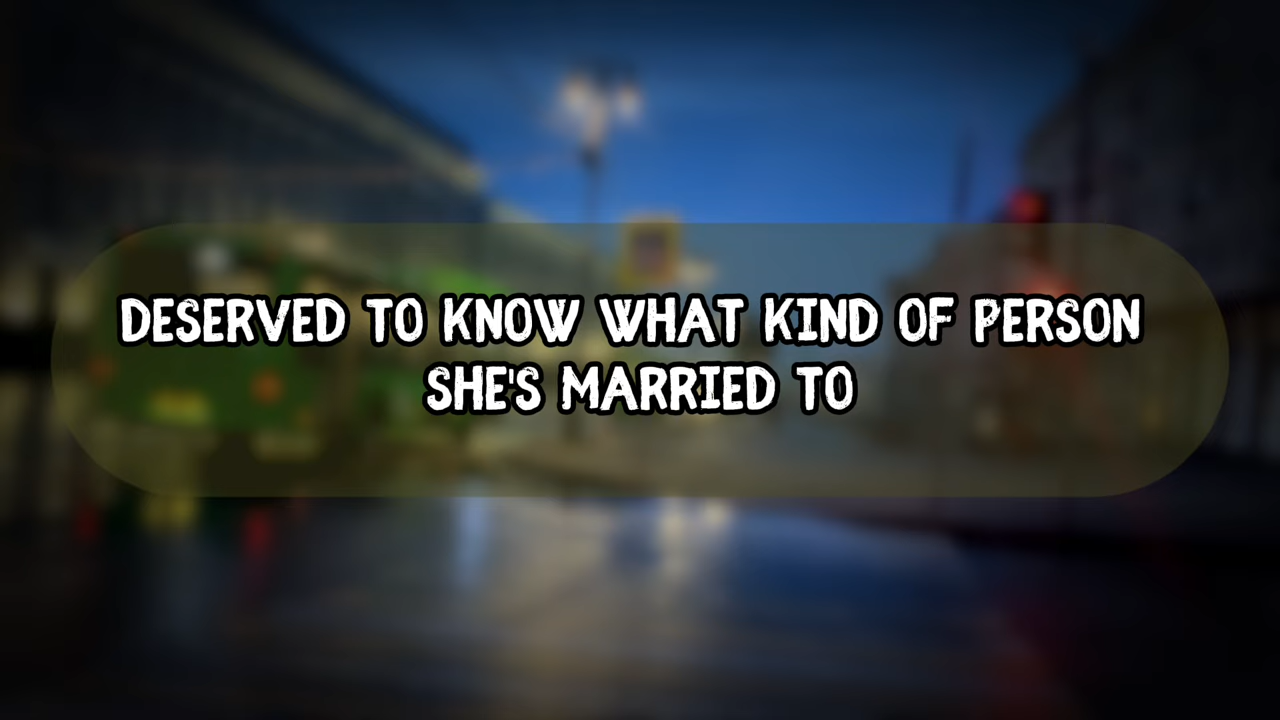 DESERVED TO KNOW WHAT KIND OF PERSON
SHE'S MARRIED TO